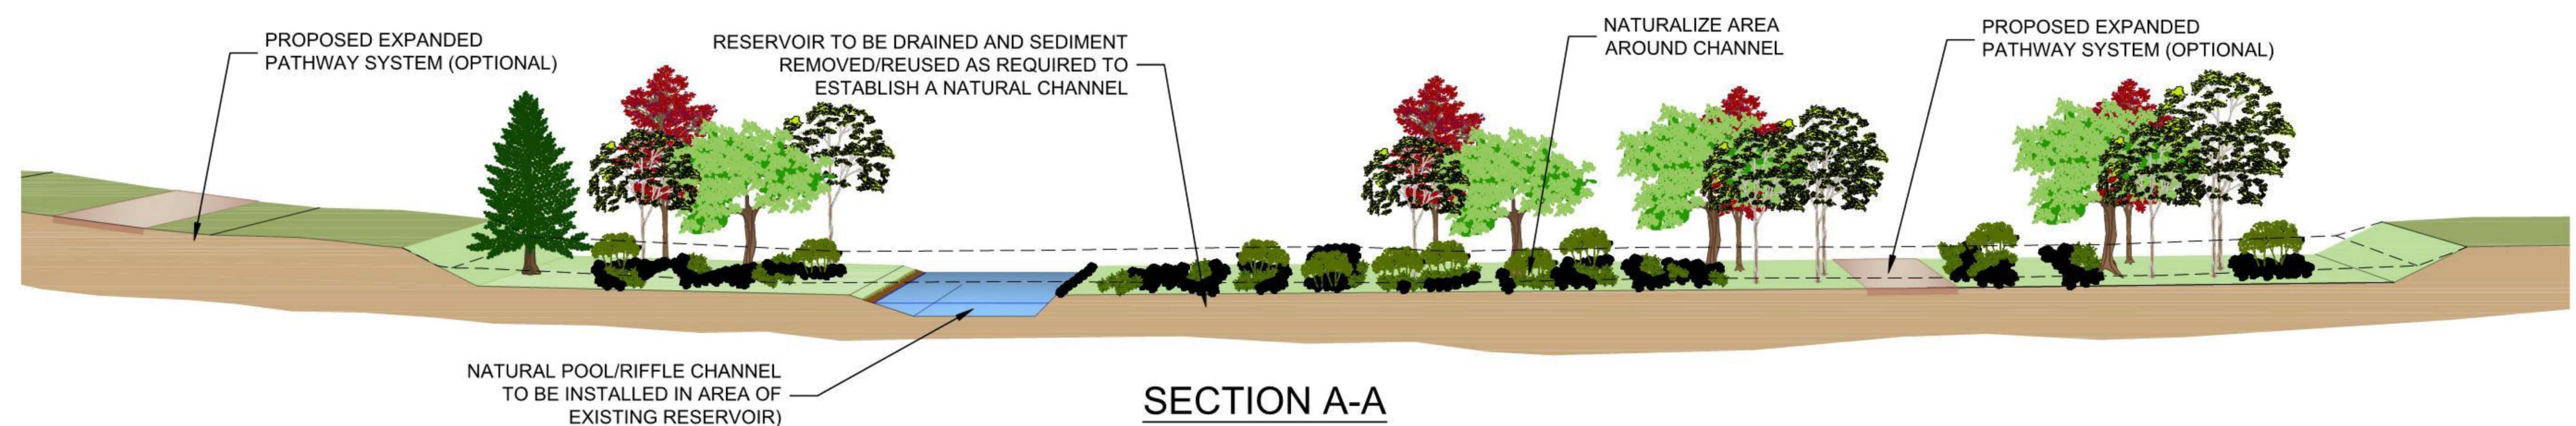 PROPOSED EXPANDED
PATHWAY SYSTEM (OPTIONAL)
RESERVOIR TO BE DRAINED AND SEDIMENT
REMOVED/REUSED AS REQUIRED TO
ESTABLISH A NATURAL CHANNEL
NATURALIZE AREA
AROUND CHANNEL
PROPOSED EXPANDED
PATHWAY SYSTEM (OPTIONAL)
NATURAL POOL/RIFFLE CHANNEL
TO BE INSTALLED IN AREA OF
EXISTING RESERVOIR)
SECTION A-A